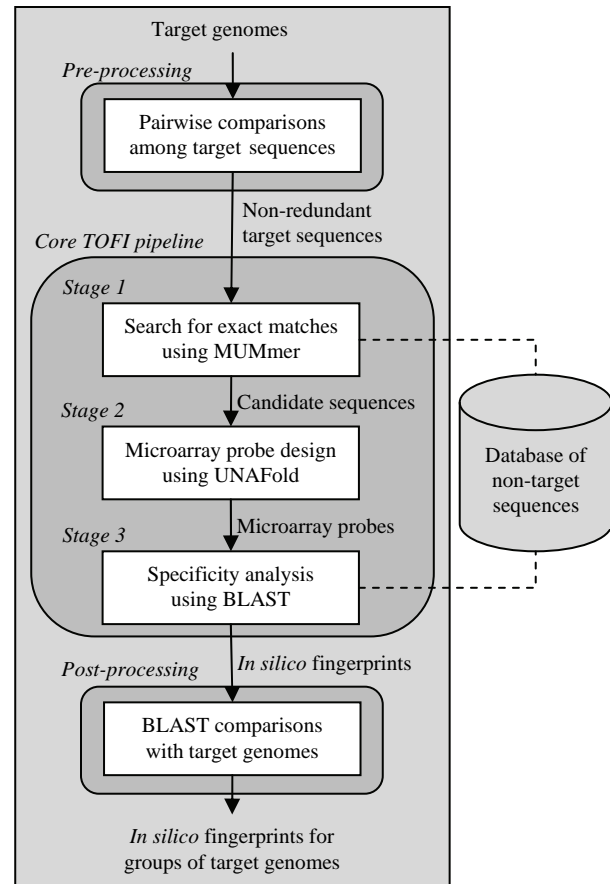 Target genomes
Pre-processing
Pairwise comparisons
among target sequences
Non-redundant
target sequences
Core TOFI pipeline
Stage 1
Search for exact matches
using MUMmer
Candidate sequences
Stage 2
Microarray probe design
using UNAFold
Database of
non-target
sequences
Microarray probes
Stage 3
Specificity analysis
using BLAST
In silico fingerprints
Post-processing
BLAST comparisons
with target genomes
In silico fingerprints for
groups of target genomes